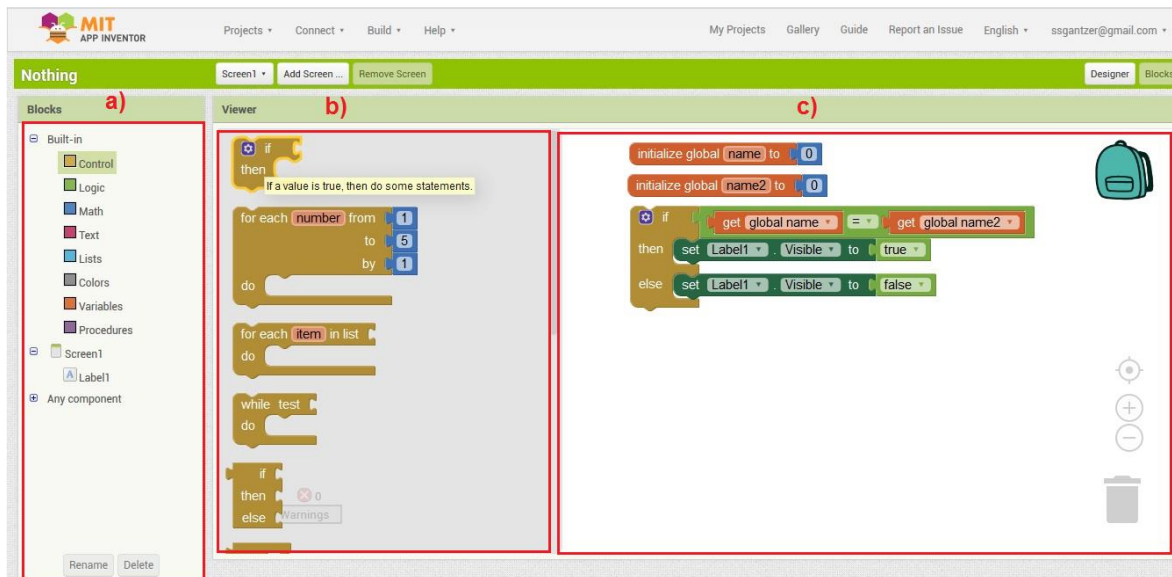 MIT
APP INVENTOR
Projects Connect Build Help My Projects Gallery Guide Report an Issue English ssgantzer@gmail.com
Nothing Screen1 Add Screen ... Remove Screen Designer Blocks
Blocks a) Viewer b) c)
Built-in
Control
Logic
Math
Text
Lists
Colors
Variables
Procedures
Screen1
Label1
Any component
Rename Delete
if
then
If a value is true, then do some statements.
for each number from 1
to 5
by 1
do
for each item in list
do
while test
do
if
then
else
0
Warnings
initialize global name to 0
initialize global name2 to 0
if get global name = get global name2
then set Label1 . Visible to true
else set Label1 . Visible to false